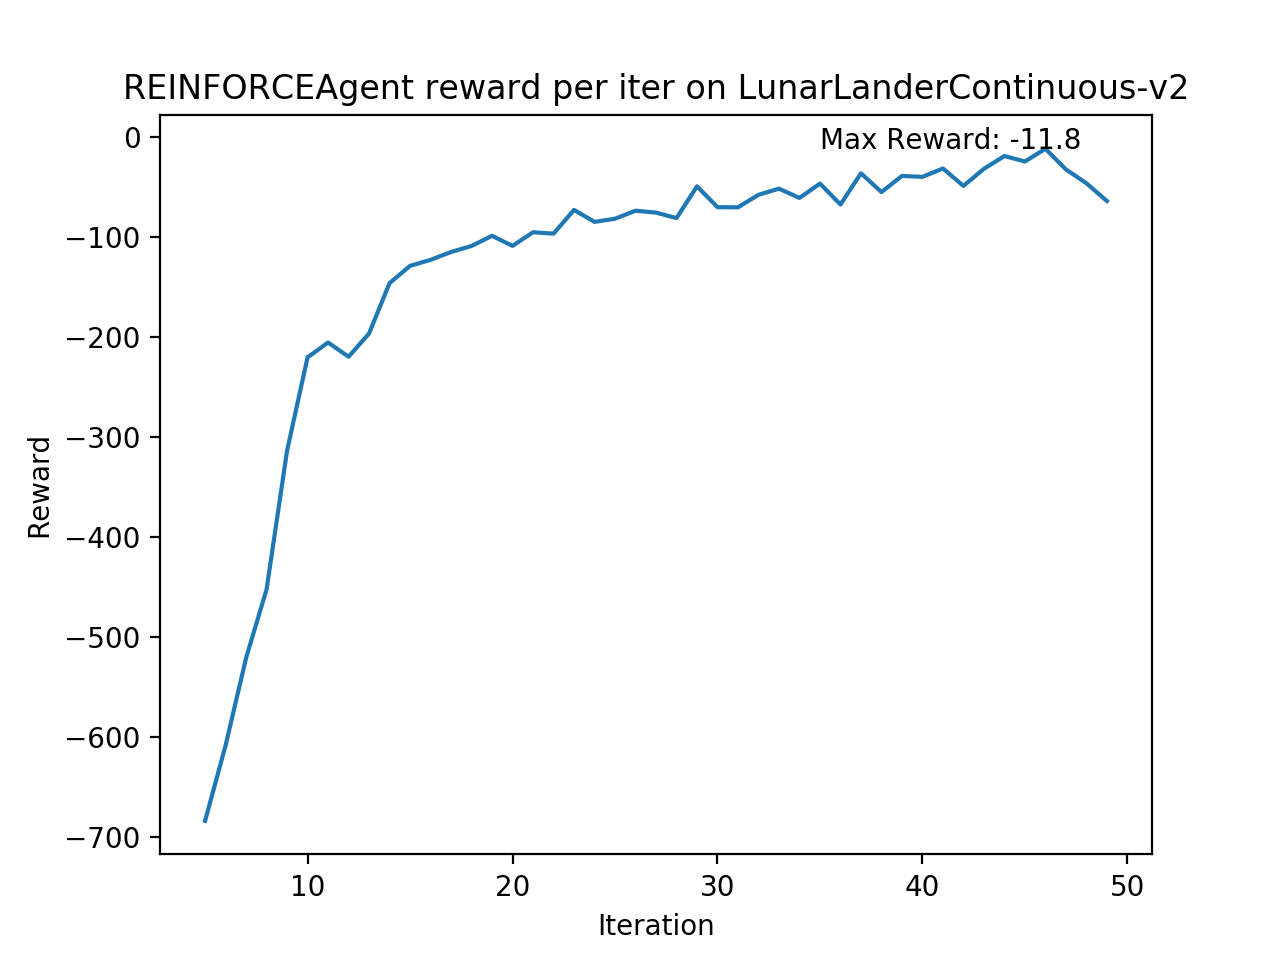 REINFORCEAgent reward per iter on LunarLanderContinuous-v2
Max Reward: -11.8
0
−100
−200
−300
−400
−500
−600
−700
Reward
10 20 30 40 50
Iteration